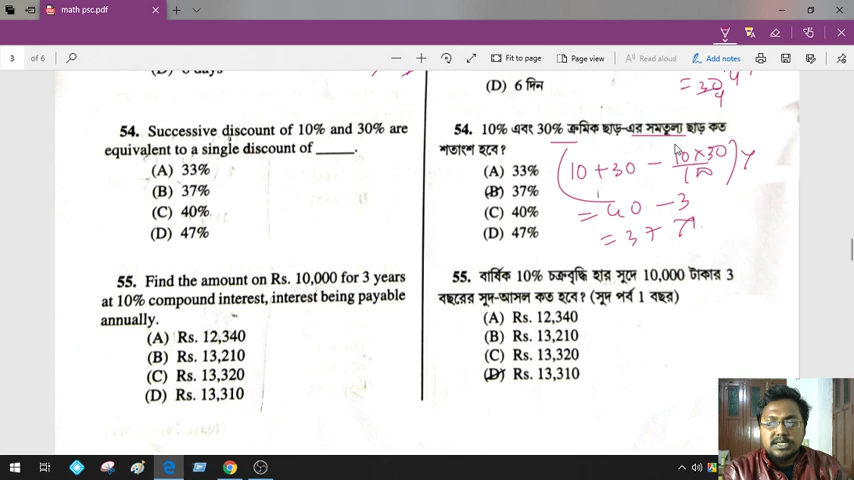 math psc.pdf
3 of 6
Fit to page
Page view
Read aloud
Add notes
54. Successive discount of 10% and 30% are
equivalent to a single discount of _____.
(A) 33%
(B) 37%
(C) 40%
(D) 47%
55. Find the amount on Rs. 10,000 for 3 years
at 10% compound interest, interest being payable
annually.
(A) Rs. 12,340
(B) Rs. 13,210
(C) Rs. 13,320
(D) Rs. 13,310
(D) 6 দিন
= 30/4
54. 10% এবং 30% ক্রমিক ছাড়-এর সমতুল্য ছাড় কত
শতাংশ হবে?
(A) 33%
(B) 37%
(C) 40%
(D) 47%
(10 + 30 − 10×30/100)%
= 40 − 3
= 37
55. বার্ষিক 10% চক্রবৃদ্ধি হার সুদে 10,000 টাকার 3
বছরের সুদ-আসল কত হবে? (সুদ পর্ব 1 বছর)
(A) Rs. 12,340
(B) Rs. 13,210
(C) Rs. 13,320
(D) Rs. 13,310